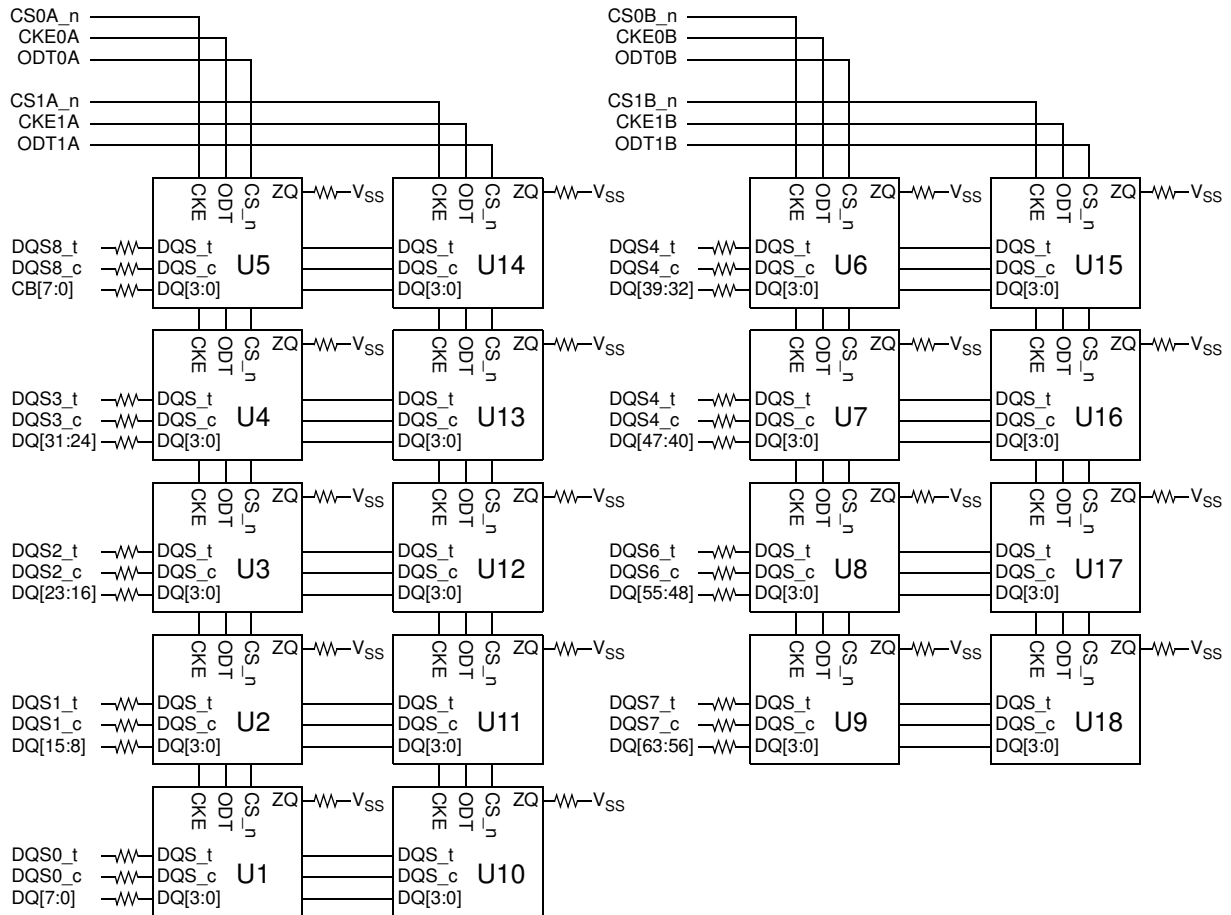 CS0A_n
CKE0A
ODT0A
CS1A_n
CKE1A
ODT1A
CS0B_n
CKE0B
ODT0B
CS1B_n
CKE1B
ODT1B
CKE ODT CS_n ZQ VSS
DQS8_t DQS_t
DQS8_c DQS_c U5
CB[7:0] DQ[3:0]
CKE ODT CS_n ZQ VSS
DQS_t
DQS_c U14
DQ[3:0]
CKE ODT CS_n ZQ VSS
DQS4_t DQS_t
DQS4_c DQS_c U6
DQ[39:32] DQ[3:0]
CKE ODT CS_n ZQ VSS
DQS_t
DQS_c U15
DQ[3:0]
CKE ODT CS_n ZQ VSS
DQS3_t DQS_t
DQS3_c DQS_c U4
DQ[31:24] DQ[3:0]
CKE ODT CS_n ZQ VSS
DQS_t
DQS_c U13
DQ[3:0]
CKE ODT CS_n ZQ VSS
DQS4_t DQS_t
DQS4_c DQS_c U7
DQ[47:40] DQ[3:0]
CKE ODT CS_n ZQ VSS
DQS_t
DQS_c U16
DQ[3:0]
CKE ODT CS_n ZQ VSS
DQS2_t DQS_t
DQS2_c DQS_c U3
DQ[23:16] DQ[3:0]
CKE ODT CS_n ZQ VSS
DQS_t
DQS_c U12
DQ[3:0]
CKE ODT CS_n ZQ VSS
DQS6_t DQS_t
DQS6_c DQS_c U8
DQ[55:48] DQ[3:0]
CKE ODT CS_n ZQ VSS
DQS_t
DQS_c U17
DQ[3:0]
CKE ODT CS_n ZQ VSS
DQS1_t DQS_t
DQS1_c DQS_c U2
DQ[15:8] DQ[3:0]
CKE ODT CS_n ZQ VSS
DQS_t
DQS_c U11
DQ[3:0]
CKE ODT CS_n ZQ VSS
DQS7_t DQS_t
DQS7_c DQS_c U9
DQ[63:56] DQ[3:0]
CKE ODT CS_n ZQ VSS
DQS_t
DQS_c U18
DQ[3:0]
CKE ODT CS_n ZQ VSS
DQS0_t DQS_t
DQS0_c DQS_c U1
DQ[7:0] DQ[3:0]
CKE ODT CS_n ZQ VSS
DQS_t
DQS_c U10
DQ[3:0]